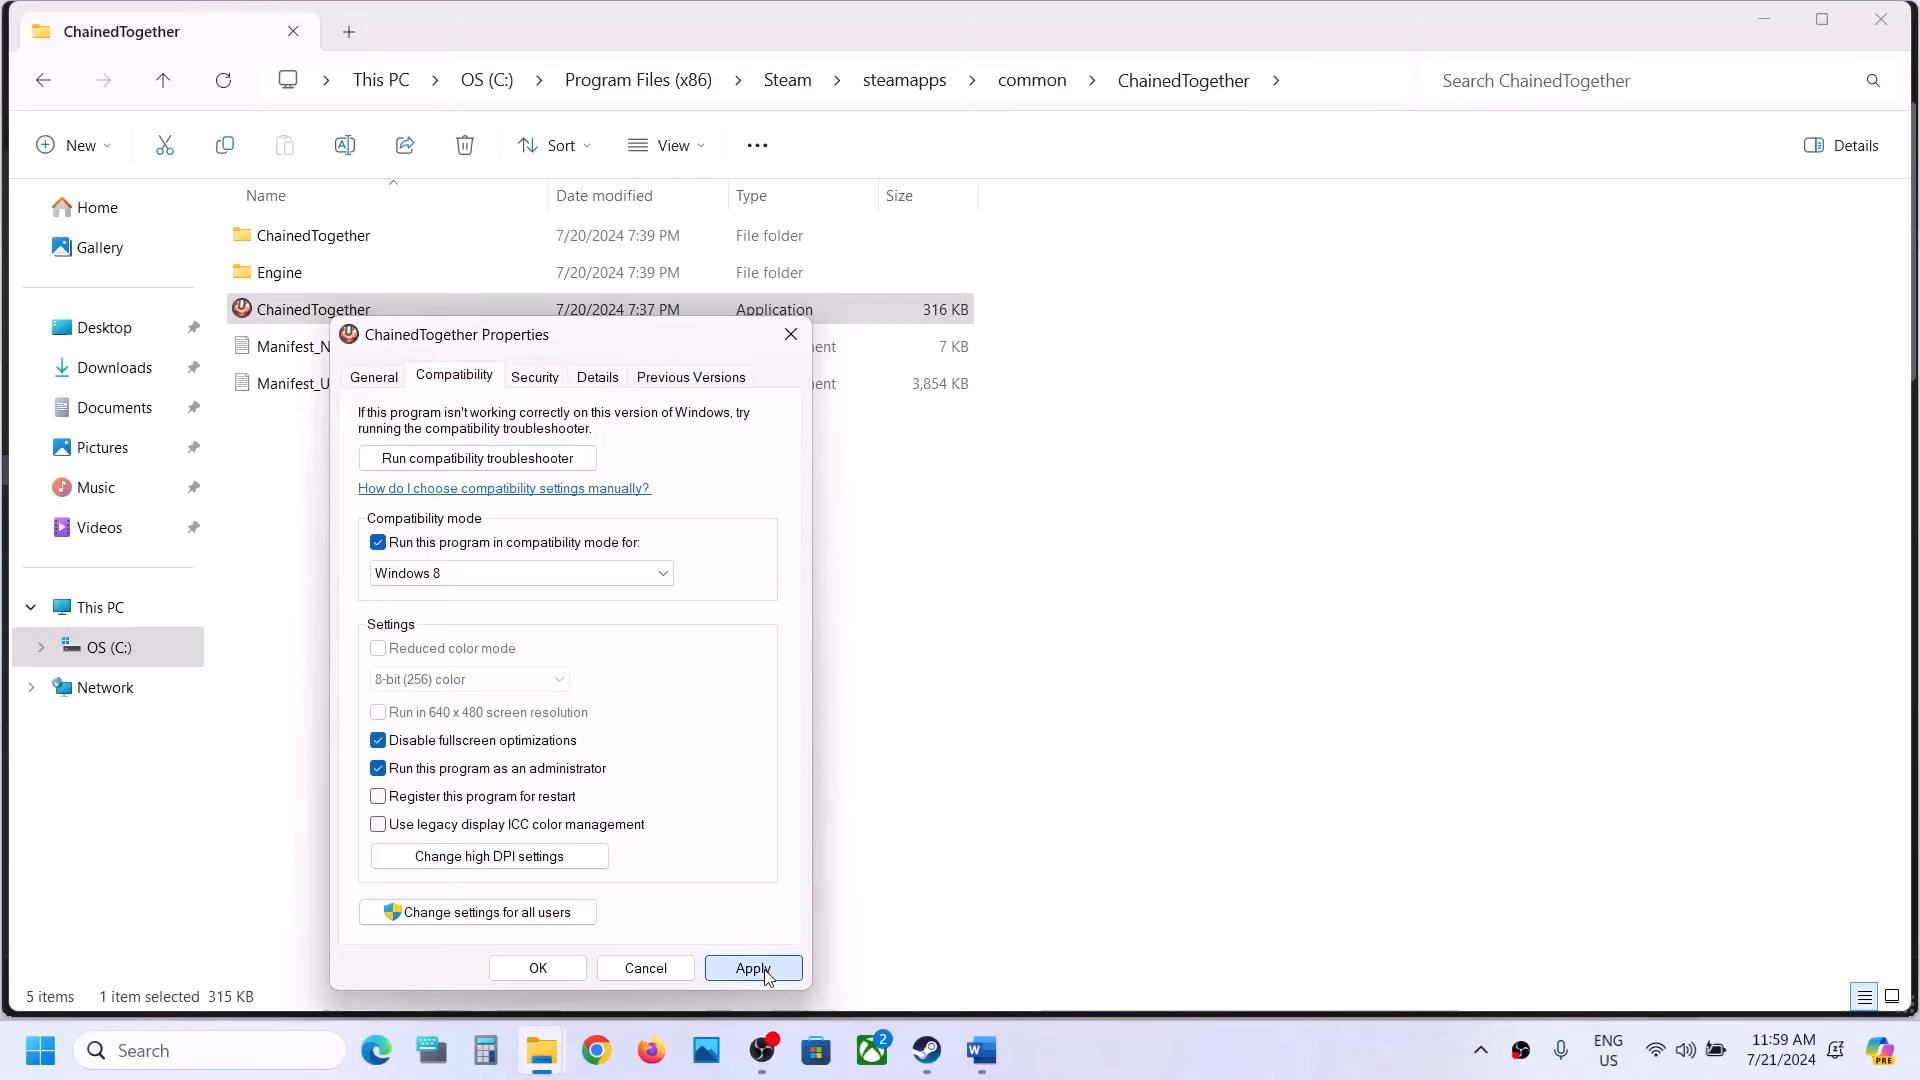 ChainedTogether
This PC
OS (C:)
Program Files (x86)
Steam
steamapps
common
ChainedTogether
Search ChainedTogether
New
Sort
View
Details
Name
Date modified
Type
Size
Home
Gallery
Desktop
Downloads
Documents
Pictures
Music
Videos
This PC
OS (C:)
Network
ChainedTogether 7/20/2024 7:39 PM File folder
Engine 7/20/2024 7:39 PM File folder
ChainedTogether 7/20/2024 7:37 PM Application 316 KB
Manifest_N 7 KB
Manifest_U 3,854 KB
ChainedTogether Properties
General
Compatibility
Security
Details
Previous Versions
If this program isn't working correctly on this version of Windows, try
running the compatibility troubleshooter.
Run compatibility troubleshooter
How do I choose compatibility settings manually?
Compatibility mode
Run this program in compatibility mode for:
Windows 8
Settings
Reduced color mode
8-bit (256) color
Run in 640 x 480 screen resolution
Disable fullscreen optimizations
Run this program as an administrator
Register this program for restart
Use legacy display ICC color management
Change high DPI settings
Change settings for all users
OK
Cancel
Apply
5 items
1 item selected 315 KB
Search
2
ENG
US
11:59 AM
7/21/2024
PRE